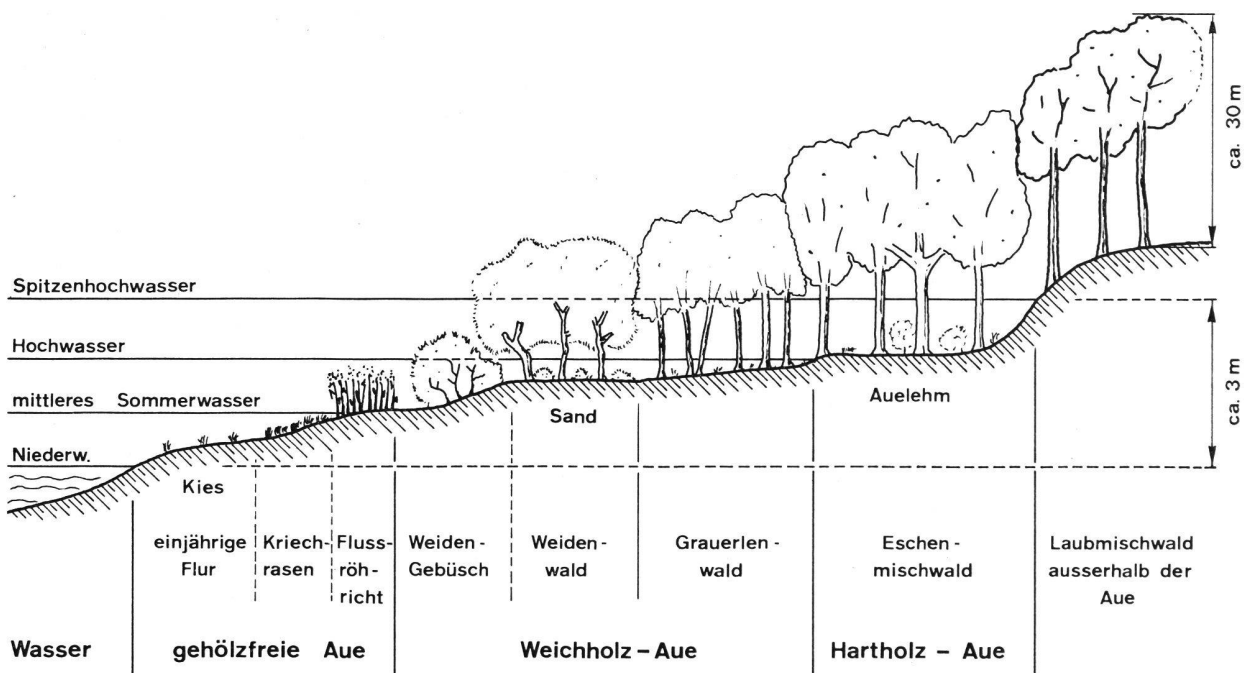 ca. 30 m
Spitzenhochwasser
Hochwasser
mittleres Sommerwasser
Niederw.
ca. 3 m
Kies
Sand
Auelehm
einjährige
Flur
Kriech-
rasen
Fluss-
röh-
richt
Weiden-
Gebüsch
Weiden-
wald
Grauerlen-
wald
Eschen-
mischwald
Laubmischwald
ausserhalb der
Aue
Wasser
gehölzfreie Aue
Weichholz-Aue
Hartholz - Aue